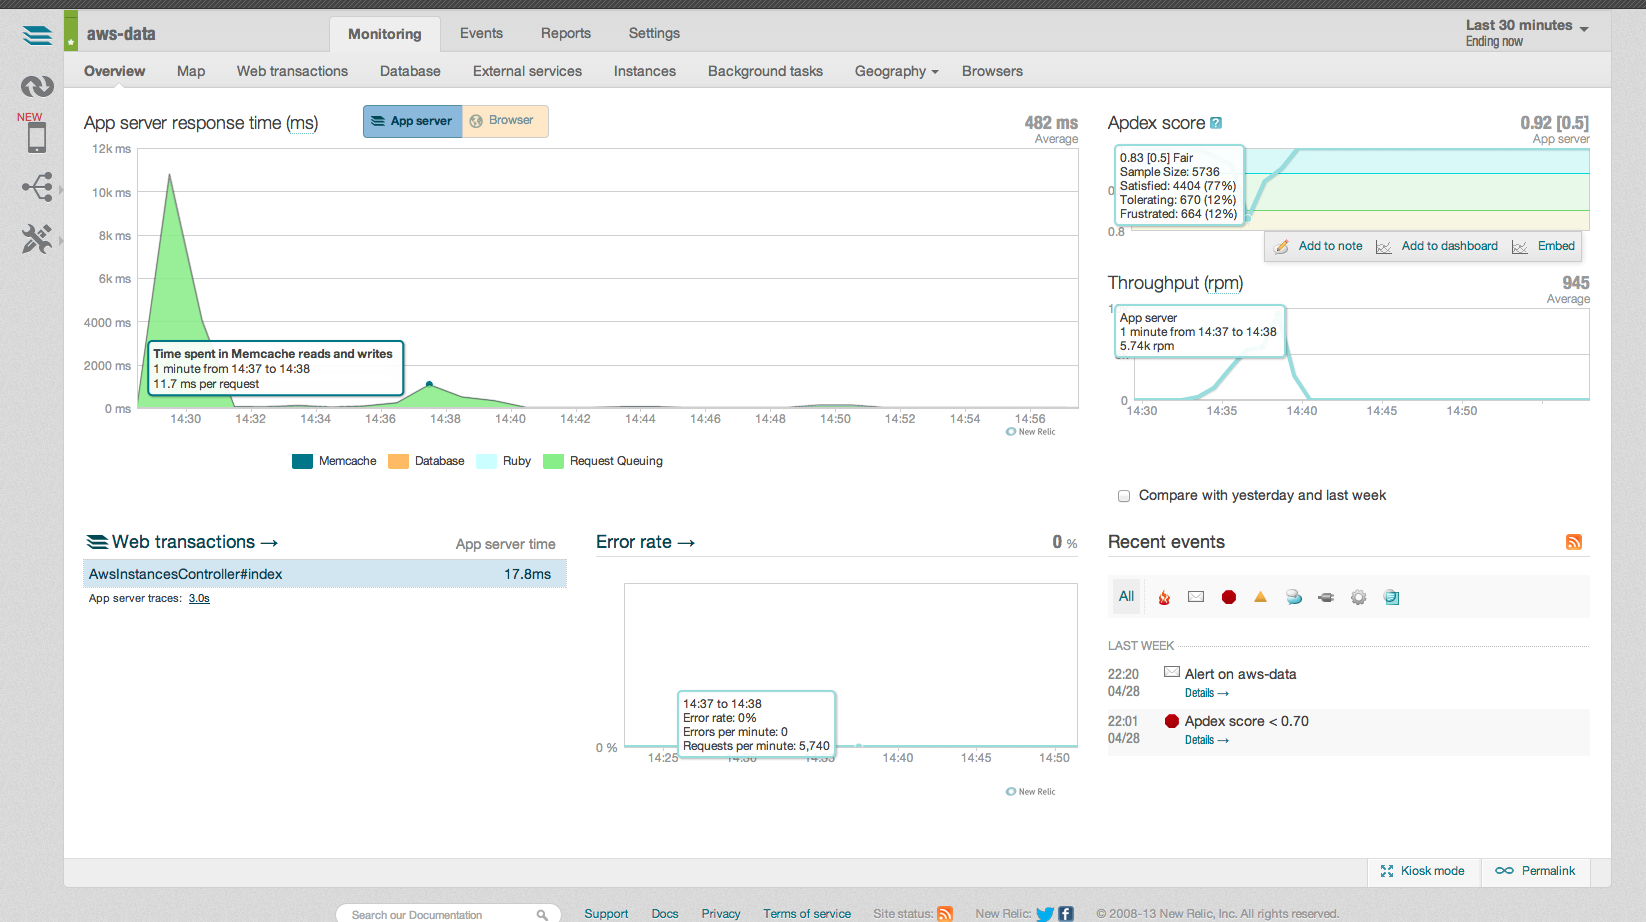 aws-data
Monitoring
Events
Reports
Settings
Last 30 minutes
Ending now
Overview
Map
Web transactions
Database
External services
Instances
Background tasks
Geography
Browsers
NEW
App server response time (ms)
App server
Browser
482 ms
Average
12k ms
10k ms
8k ms
6k ms
4000 ms
2000 ms
0 ms
Time spent in Memcache reads and writes
1 minute from 14:37 to 14:38
11.7 ms per request
14:30 14:32 14:34 14:36 14:38 14:40 14:42 14:44 14:46 14:48 14:50 14:52 14:54 14:56
New Relic
Memcache Database Ruby Request Queuing
Apdex score ?
0.92 [0.5]
App server
0.83 [0.5] Fair
Sample Size: 5736
Satisfied: 4404 (77%)
Tolerating: 670 (12%)
Frustrated: 664 (12%)
0.8
Add to note
Add to dashboard
Embed
Throughput (rpm)
945
Average
App server
1 minute from 14:37 to 14:38
5.74k rpm
0
14:30 14:35 14:40 14:45 14:50
Compare with yesterday and last week
Web transactions →
App server time
AwsInstancesController#index 17.8ms
App server traces: 3.0s
Error rate →
0 %
14:37 to 14:38
Error rate: 0%
Errors per minute: 0
Requests per minute: 5,740
0 %
14:25 14:30 14:35 14:40 14:45 14:50
New Relic
Recent events
All
LAST WEEK
22:20 Alert on aws-data
04/28 Details →
22:01 Apdex score < 0.70
04/28 Details →
Kiosk mode
Permalink
Search our Documentation
Support
Docs
Privacy
Terms of service
Site status:
New Relic:
© 2008-13 New Relic, Inc. All rights reserved.